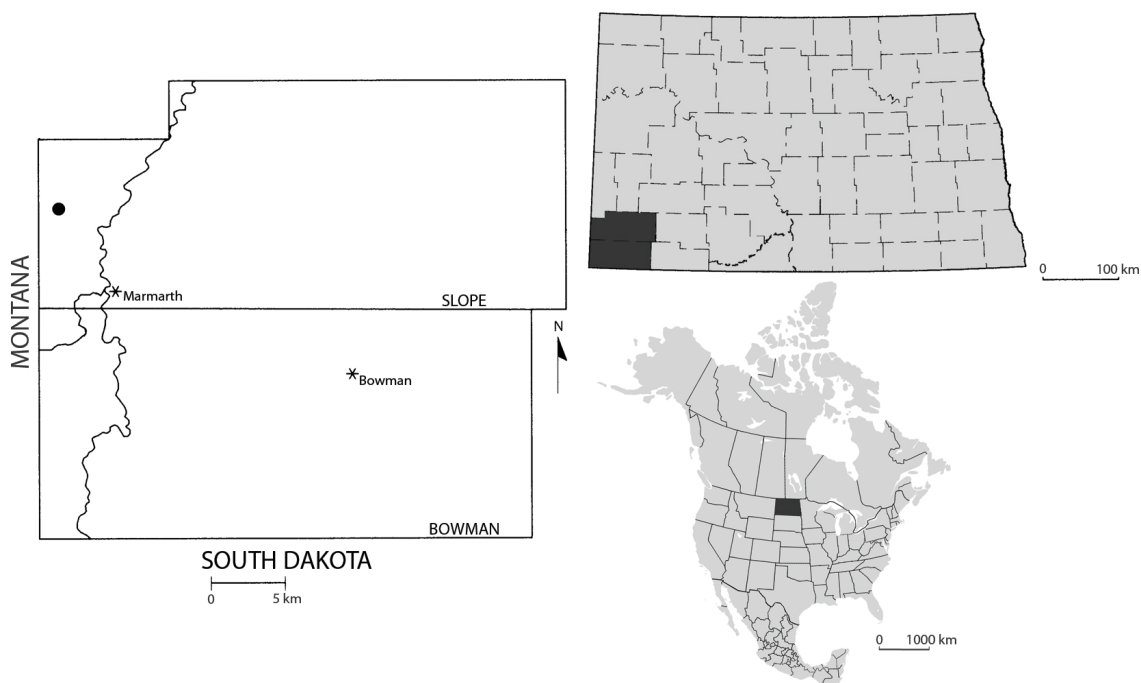 MONTANA
Marmarth
SLOPE
N
Bowman
BOWMAN
SOUTH DAKOTA
0 5 km
0 100 km
0 1000 km